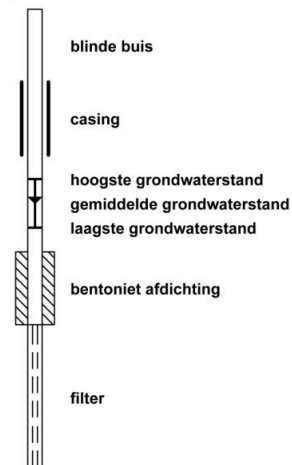 blinde buis
casing
hoogste grondwaterstand
gemiddelde grondwaterstand
laagste grondwaterstand
bentoniet afdichting
filter